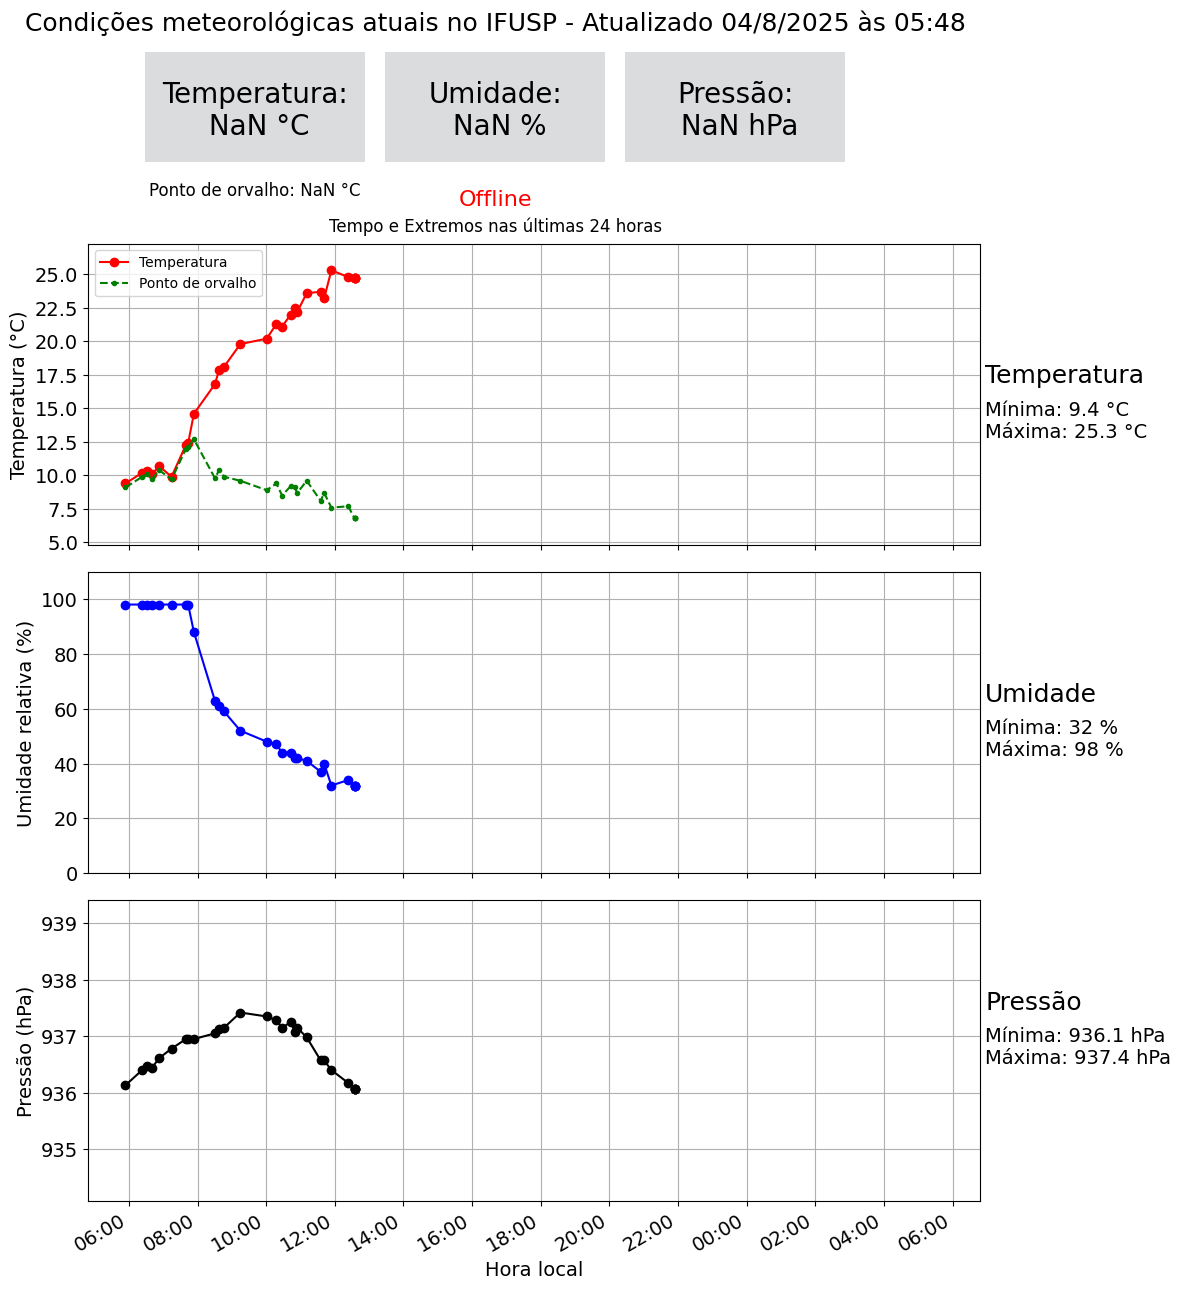 Condições meteorológicas atuais no IFUSP - Atualizado 04/8/2025 às 05:48
Temperatura:
NaN °C
Umidade:
NaN %
Pressão:
NaN hPa
Ponto de orvalho: NaN °C
Offline
Tempo e Extremos nas últimas 24 horas
Temperatura
Ponto de orvalho
Temperatura (°C)
25.0
22.5
20.0
17.5
15.0
12.5
10.0
7.5
5.0
Temperatura
Mínima: 9.4 °C
Máxima: 25.3 °C
Umidade relativa (%)
100
80
60
40
20
0
Umidade
Mínima: 32 %
Máxima: 98 %
Pressão (hPa)
939
938
937
936
935
Pressão
Mínima: 936.1 hPa
Máxima: 937.4 hPa
06:00 08:00 10:00 12:00 14:00 16:00 18:00 20:00 22:00 00:00 02:00 04:00 06:00
Hora local